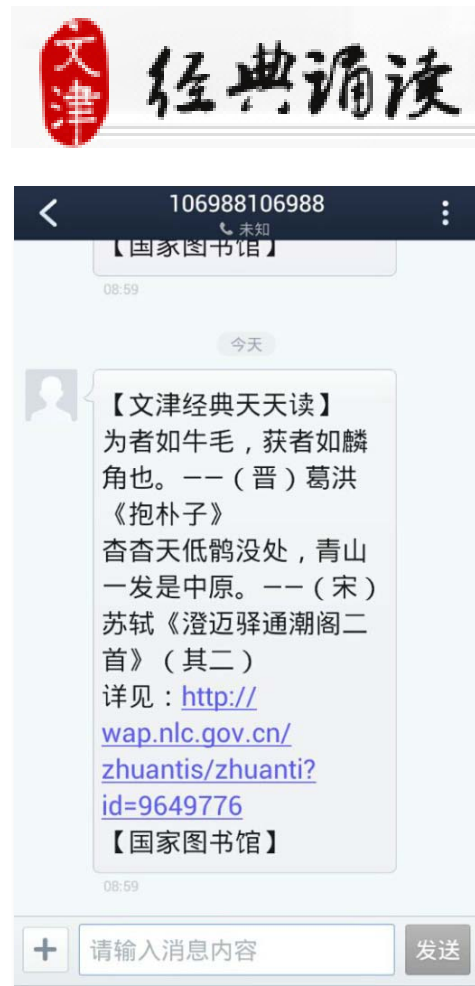 文津
经典诵读
106988106988
未知
【国家图书馆】
08:59
今天
【文津经典天天读】
为者如牛毛，获者如麟
角也。——（晋）葛洪
《抱朴子》
杳杳天低鹘没处，青山
一发是中原。——（宋）
苏轼《澄迈驿通潮阁二
首》（其二）
详见：http://
wap.nlc.gov.cn/
zhuantis/zhuanti?
id=9649776
【国家图书馆】
08:59
请输入消息内容
发送